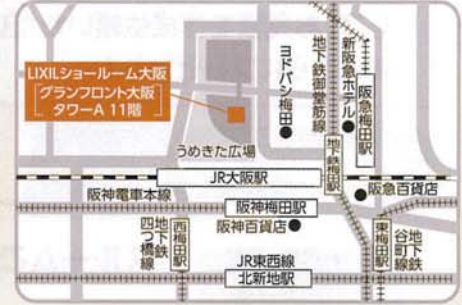 LIXILショールーム大阪
グランフロント大阪
タワーA 11階
うめきた広場
ヨドバシ梅田
地下鉄御堂筋線
新阪急ホテル
阪急梅田駅
地下鉄梅田駅
JR大阪駅
阪急百貨店
阪神電車本線
阪神梅田駅
阪神百貨店
地下鉄
四つ橋線
西梅田駅
東梅田駅
地下鉄
谷町線
JR東西線
北新地駅